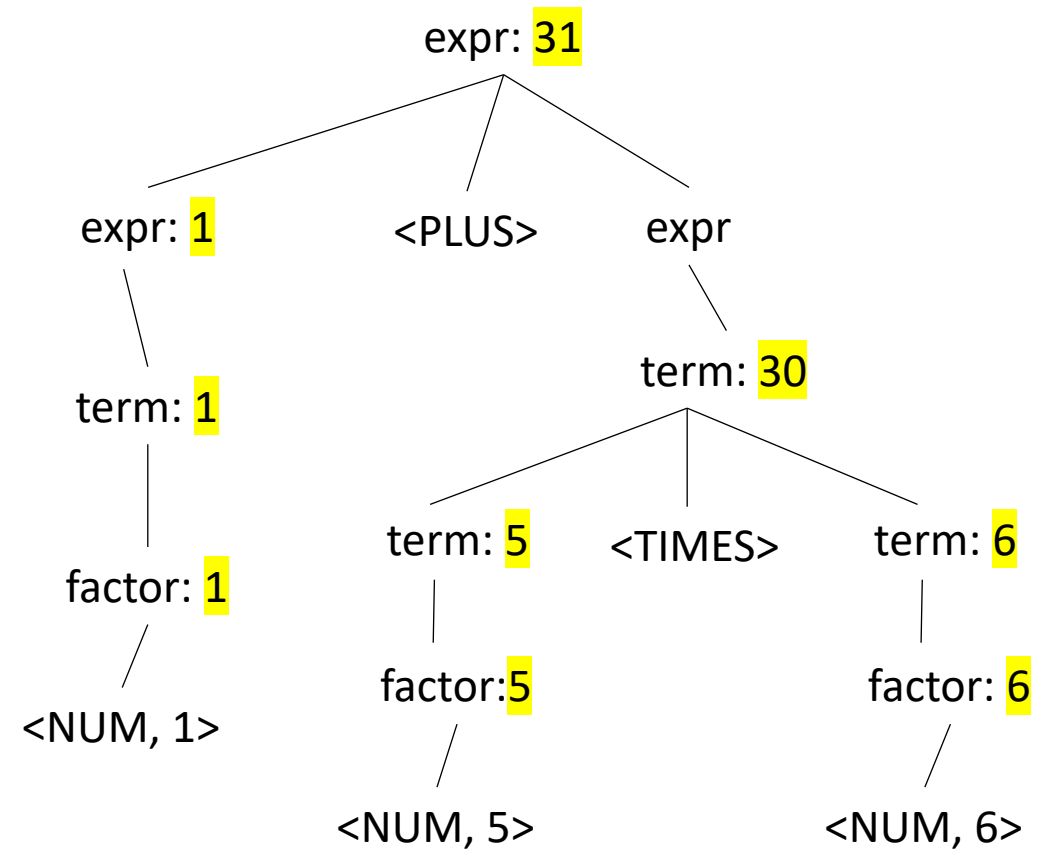 expr: 31
expr: 1
<PLUS>
expr
term: 30
term: 1
term: 5
<TIMES>
term: 6
factor: 1
factor:5
factor: 6
<NUM, 1>
<NUM, 5>
<NUM, 6>